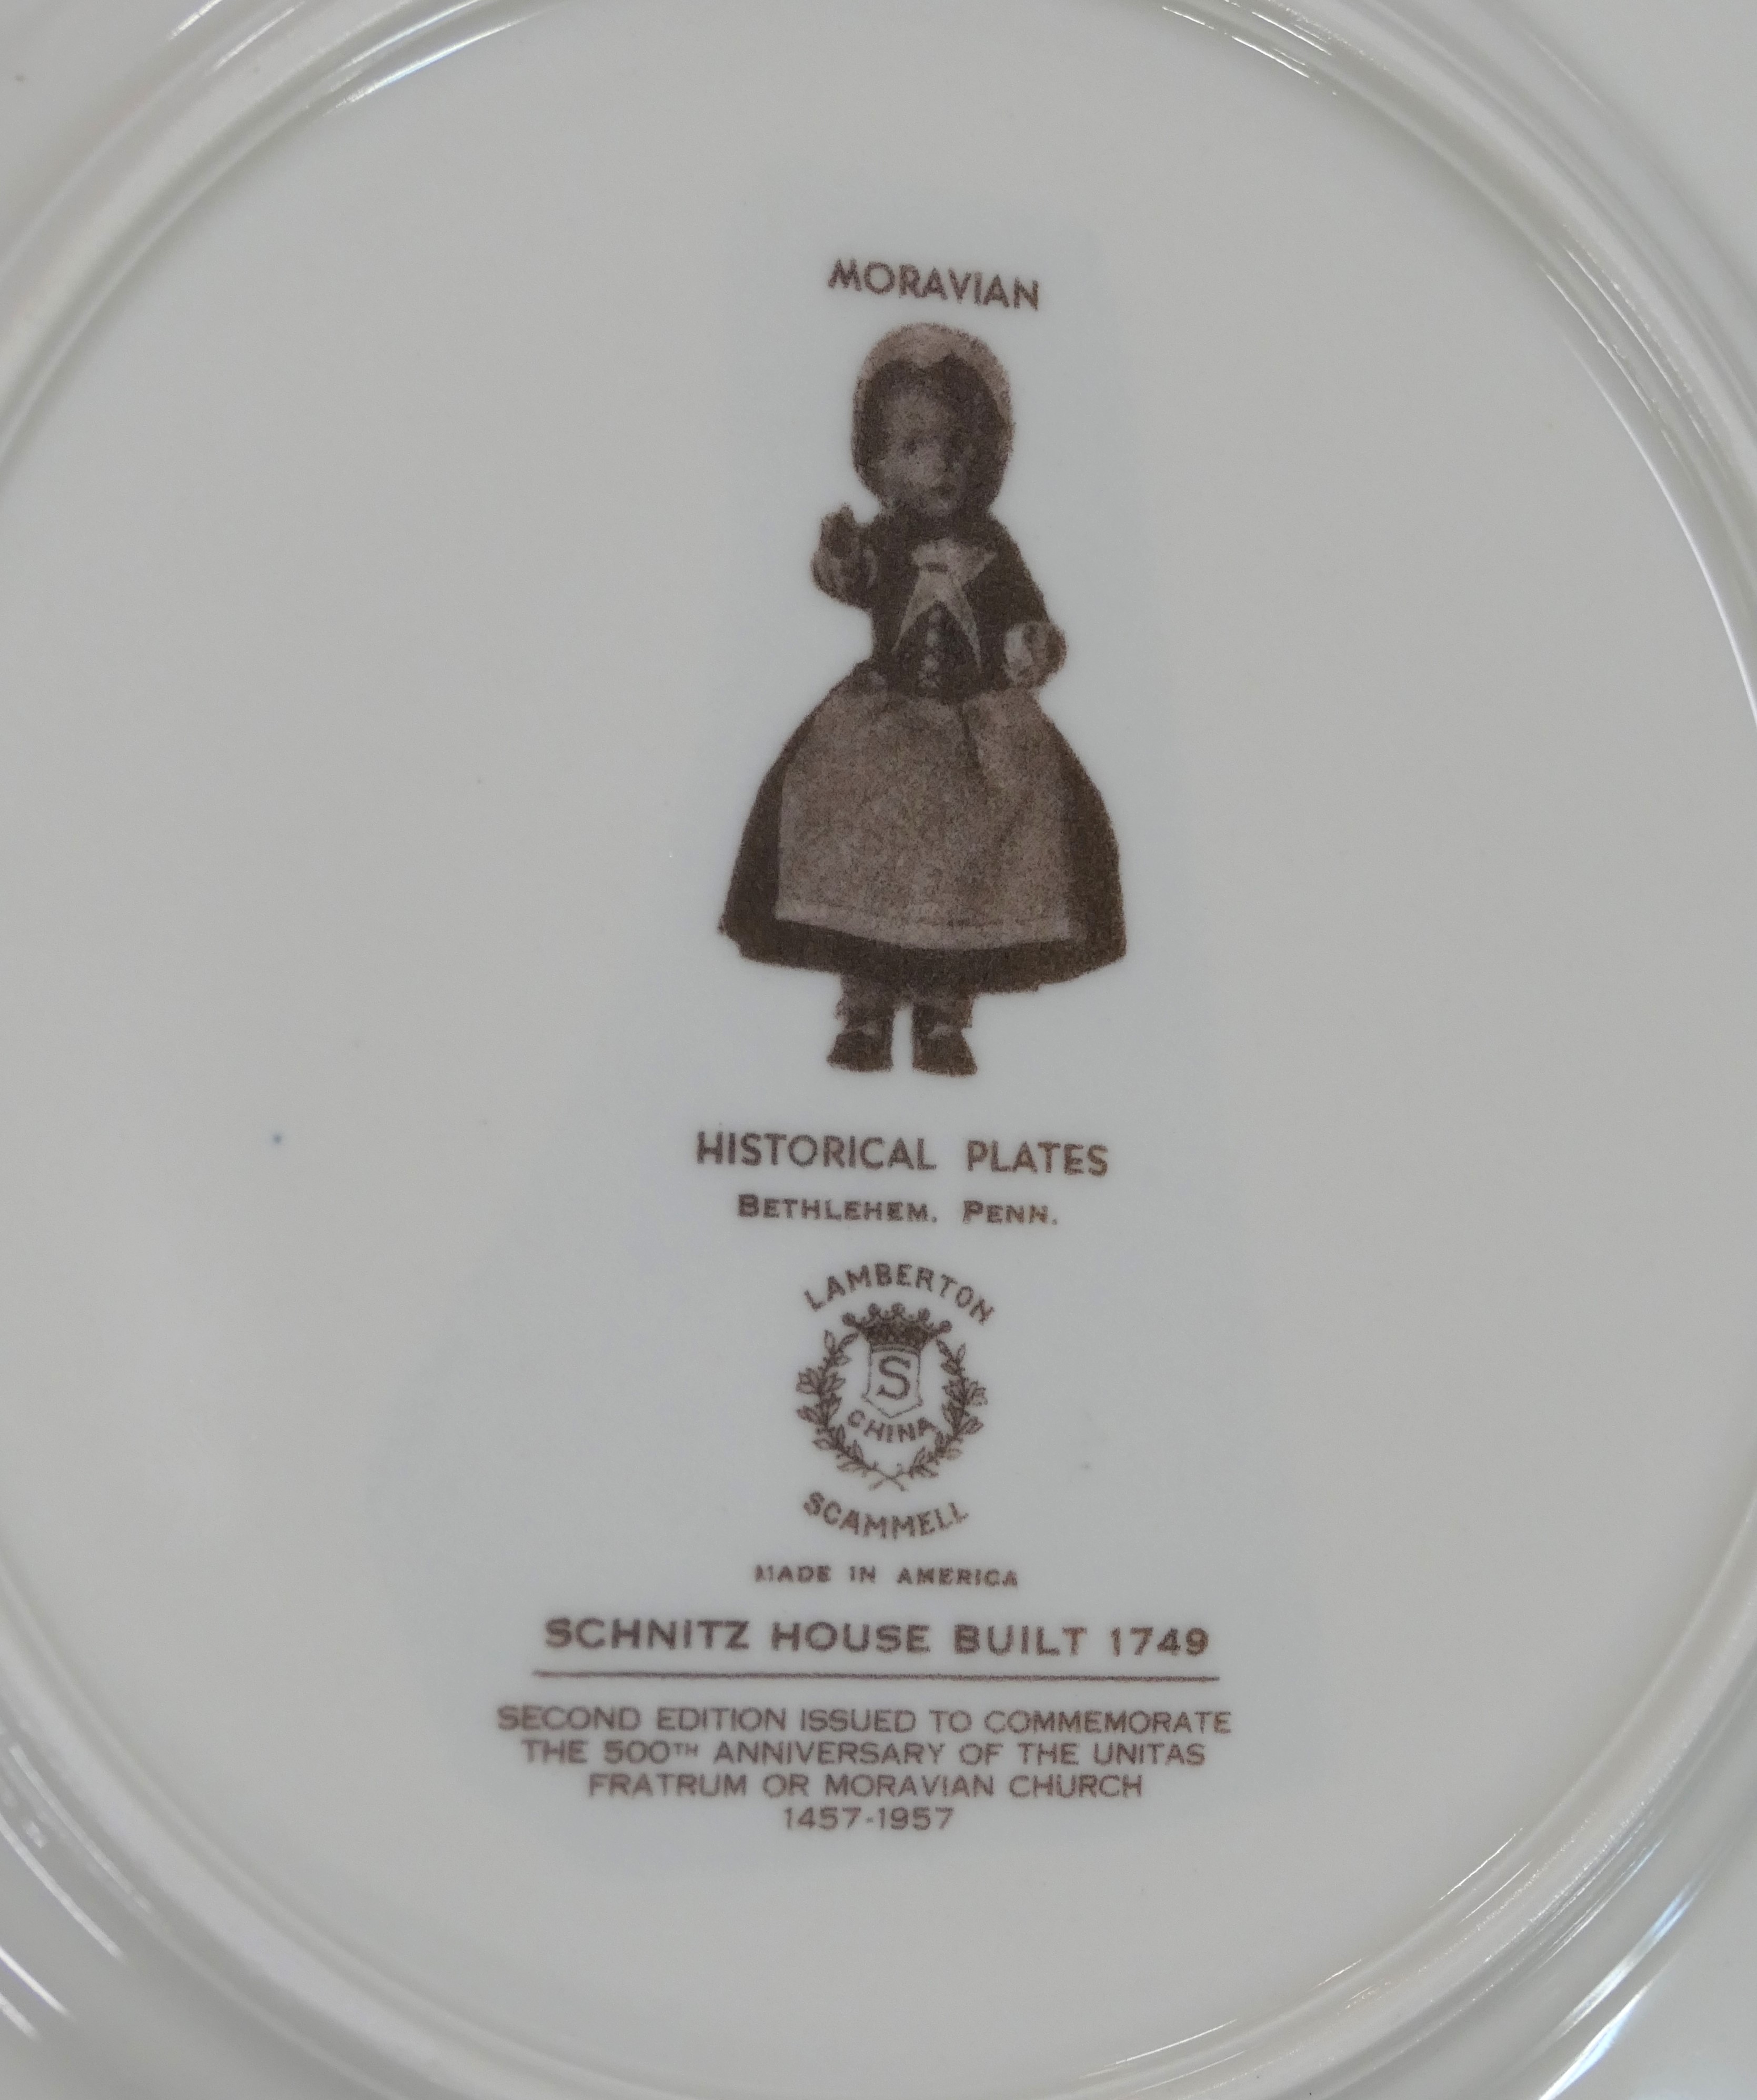 MORAVIAN
HISTORICAL PLATES
BETHLEHEM. PENN.
LAMBERTON
S
CHINA
SCAMMELL
MADE IN AMERICA
SCHNITZ HOUSE BUILT 1749
SECOND EDITION ISSUED TO COMMEMORATE
THE 500TH ANNIVERSARY OF THE UNITAS
FRATRUM OR MORAVIAN CHURCH
1457-1957